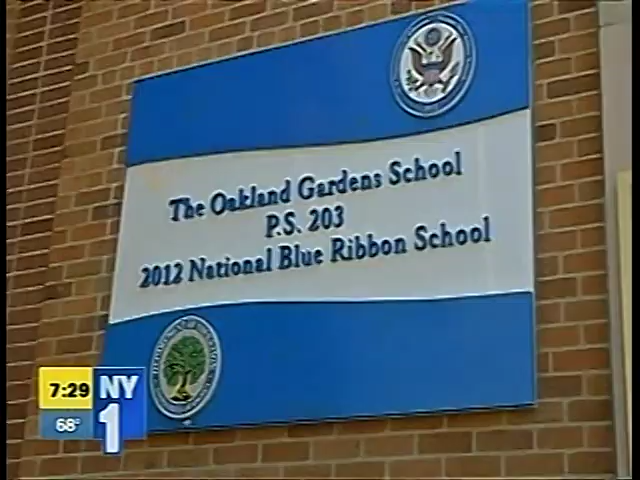 The Oakland Gardens School
P.S. 203
2012 National Blue Ribbon School
7:29
NY
68°
1